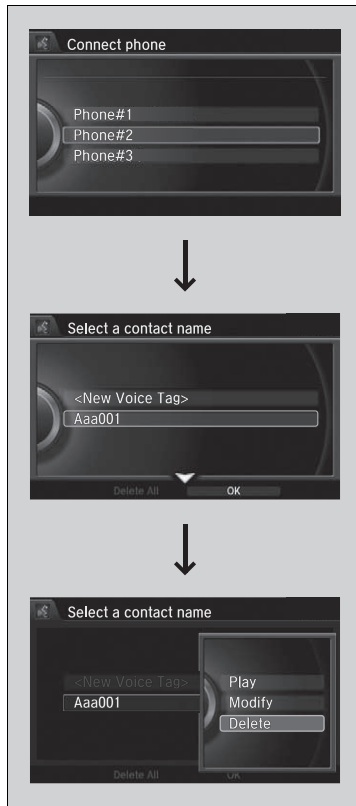 Connect phone
Phone#1
Phone#2
Phone#3
Select a contact name
<New Voice Tag>
Aaa001
Delete All OK
Select a contact name
<New Voice Tag>
Aaa001
Play
Modify
Delete
Delete All OK